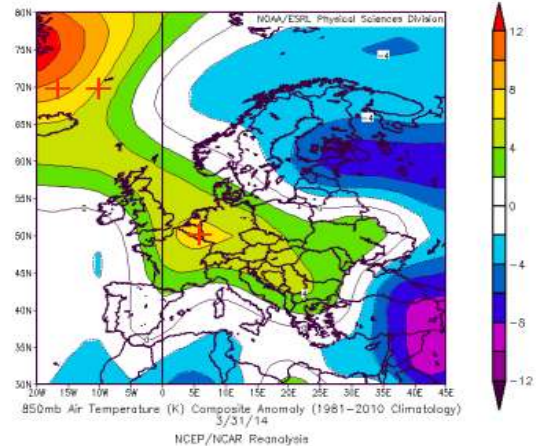 NOAA/ESRL Physical Sciences Division
80N
75N
70N
65N
60N
55N
50N
45N
40N
35N
30N
-4
-4
20W 15W 10W 5W 0 5E 10E 15E 20E 25E 30E 35E 40E 45E
12
8
4
0
-4
-8
-12
850mb Air Temperature (K) Composite Anomaly (1981-2010 Climatology)
3/31/14
NCEP/NCAR Reanalysis